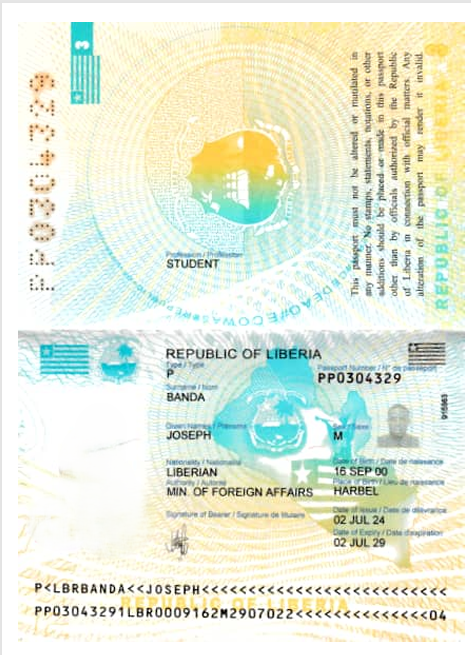 3
PP0304329
This passport must not be altered or mutilated in
any manner. No stamps, statements, notations, or other
additions should be placed or made in this passport
other than by officials authorized by the Republic
of Liberia in connection with official matters. Any
alteration of the passport may render it invalid.
REPUBLIC OF LIBERIA
Profession / Profession
STUDENT
REPUBLIC OF LIBERIA
Type / Type
P
Passport Number / N° de passeport
PP0304329
Surname / Nom
BANDA
915863
Given Names / Prénoms
JOSEPH
Sex / Sexe
M
Nationality / Nationalité
LIBERIAN
Date of Birth / Date de naissance
16 SEP 00
Authority / Autorité
MIN. OF FOREIGN AFFAIRS
Place of Birth / Lieu de naissance
HARBEL
Signature of Bearer / Signature de titulaire
Date of Issue / Date de délivrance
02 JUL 24
Date of Expiry / Date d'expiration
02 JUL 29
P<LBRBANDA<<JOSEPH<<<<<<<<<<<<<<<<<<<<<<<<<<
REPUBLIC OF LIBERIA
PP03043291LBR0009162M2907022<<<<<<<<<<<<<<04